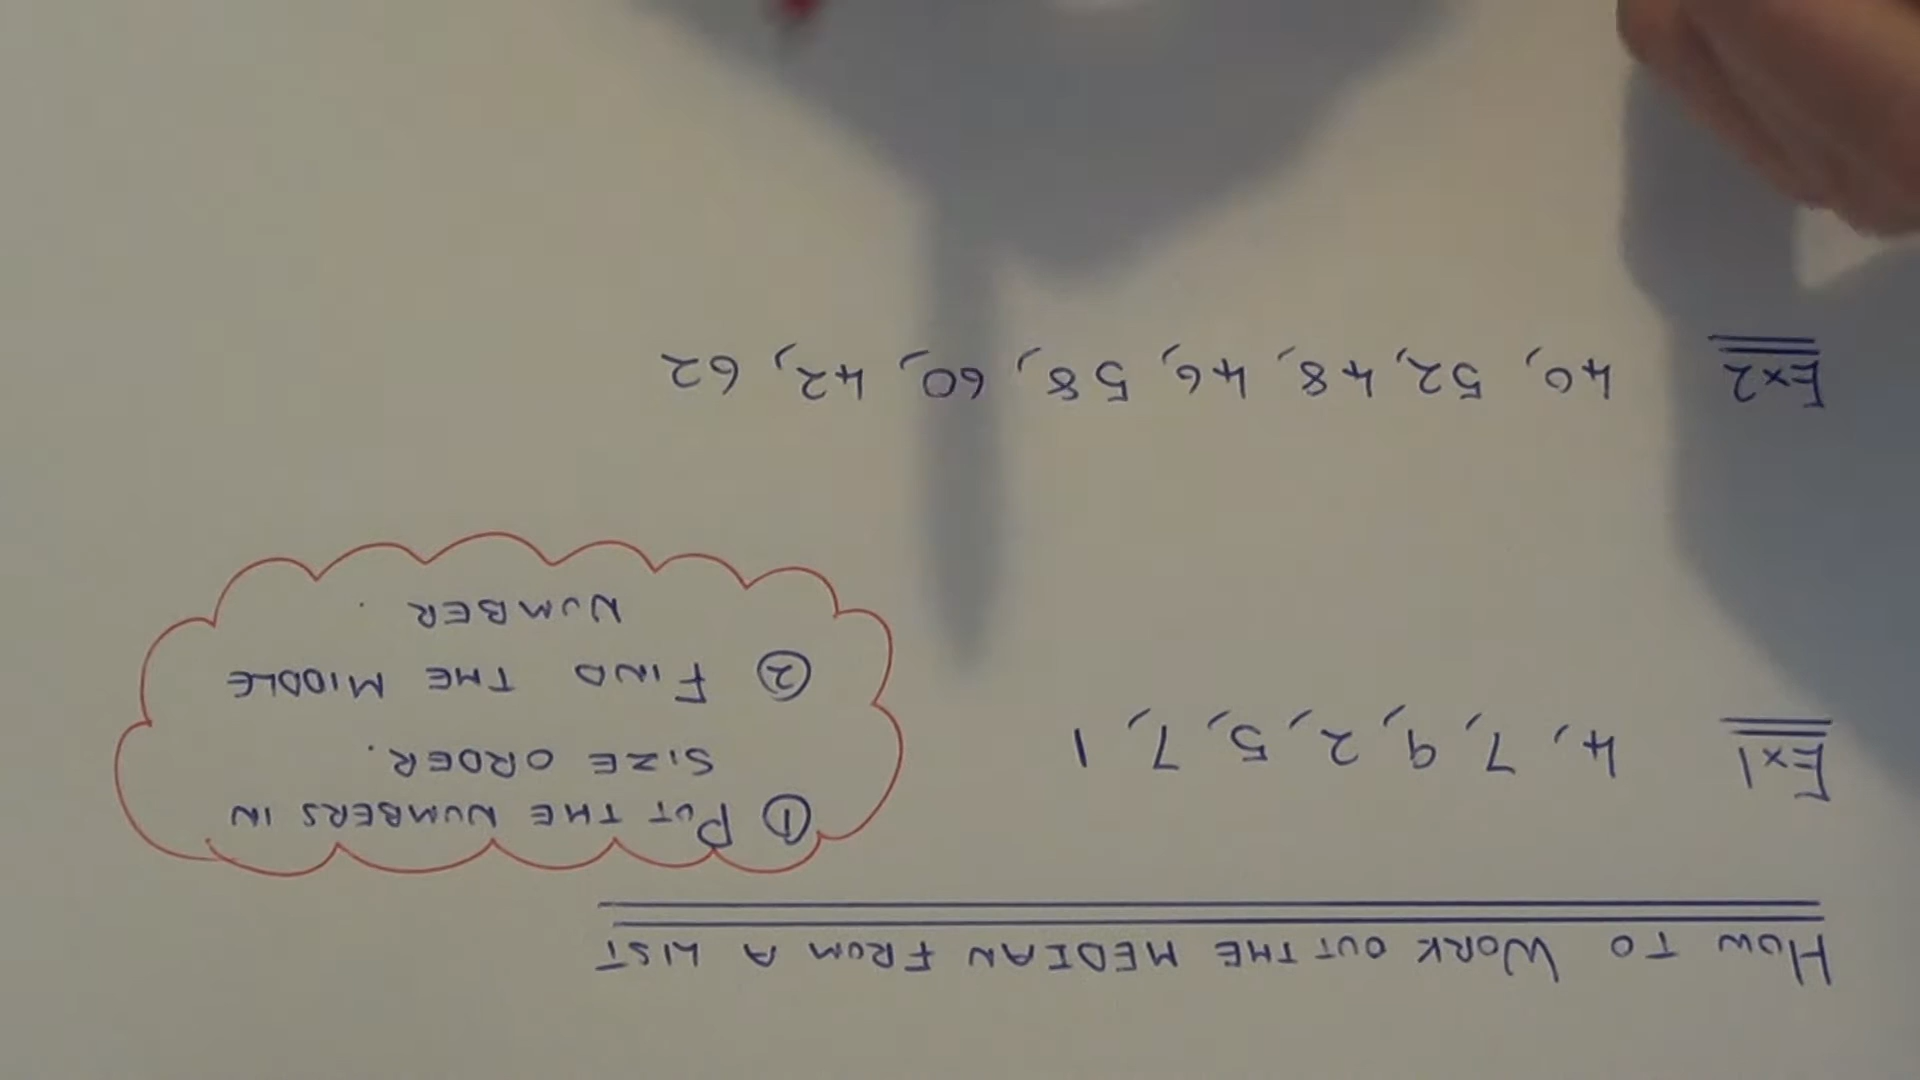 HOW TO WORK OUT THE MEDIAN FROM A LIST
Ex1 4, 7, 9, 2, 5, 7, 1
① PUT THE NUMBERS IN
SIZE ORDER.
② FIND THE MIDDLE
NUMBER.
Ex2 40, 52, 48, 46, 58, 60, 42, 62